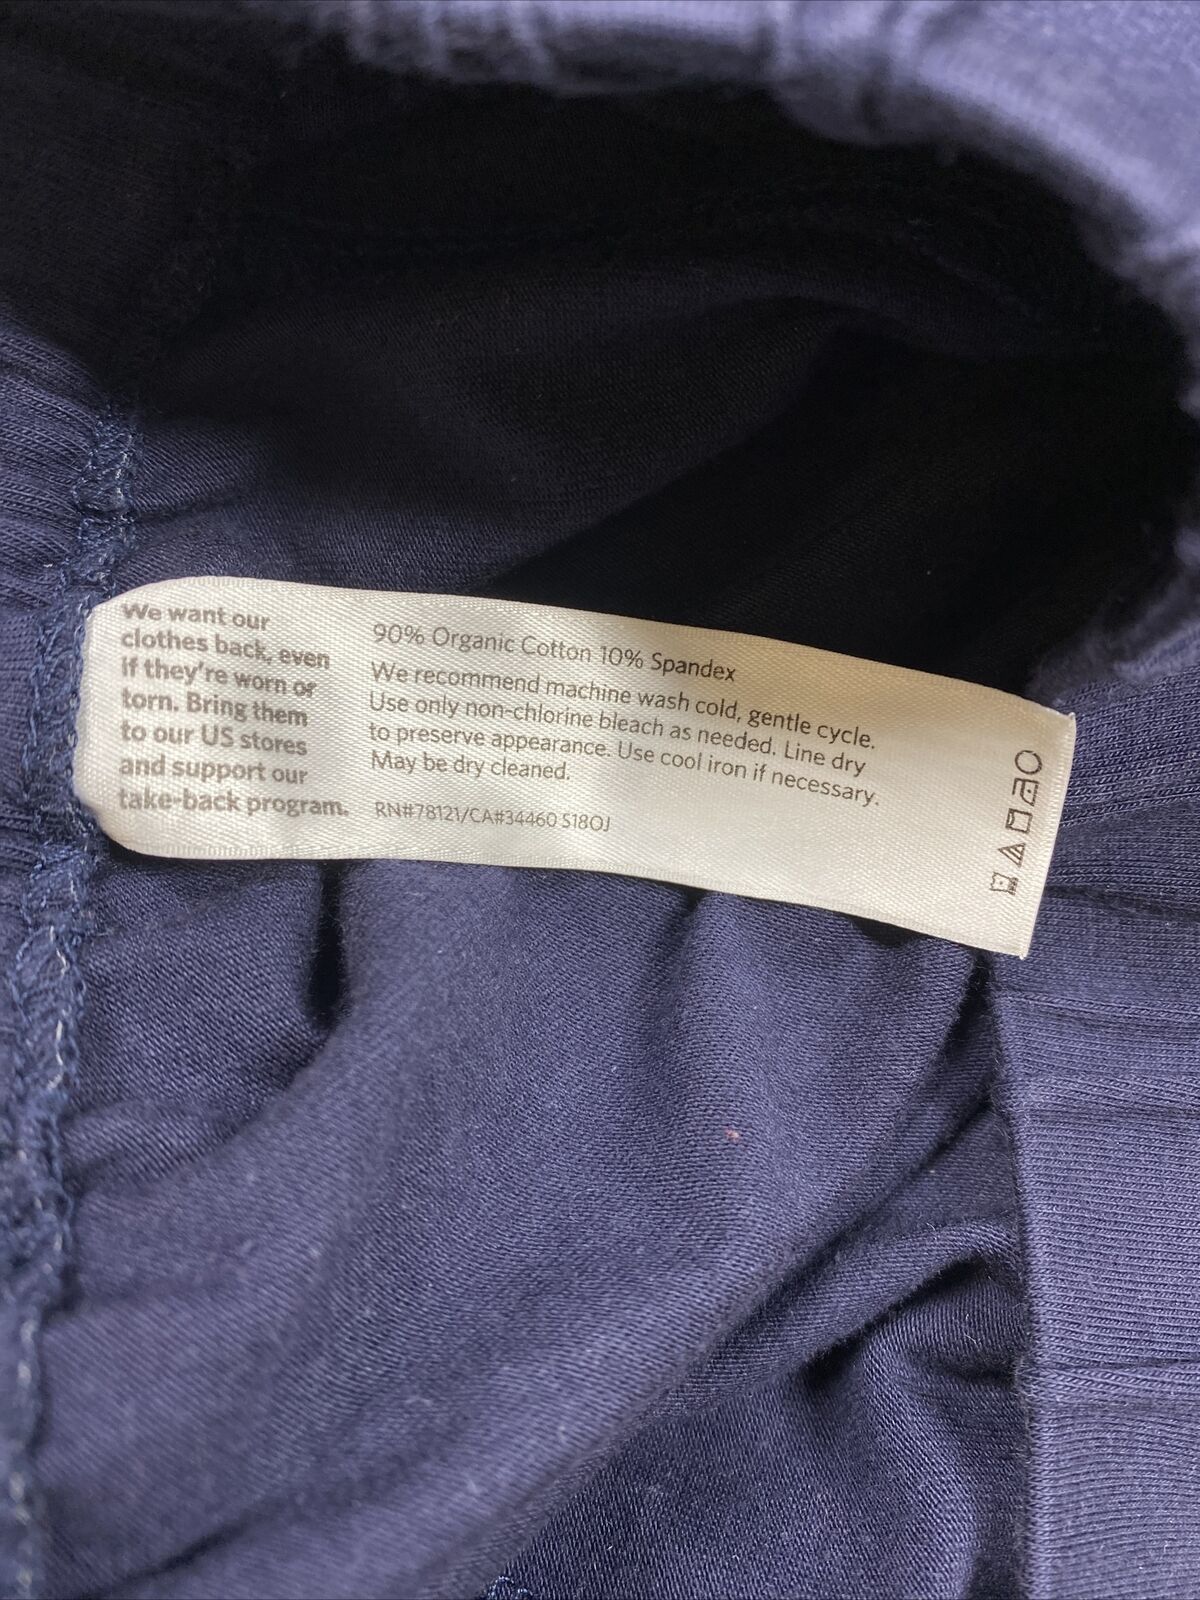 We want our
clothes back, even
if they're worn or
torn. Bring them
to our US stores
and support our
take-back program.
90% Organic Cotton 10% Spandex
We recommend machine wash cold, gentle cycle.
Use only non-chlorine bleach as needed. Line dry
to preserve appearance. Use cool iron if necessary.
May be dry cleaned.
RN#78121/CA#34460 S18OJ